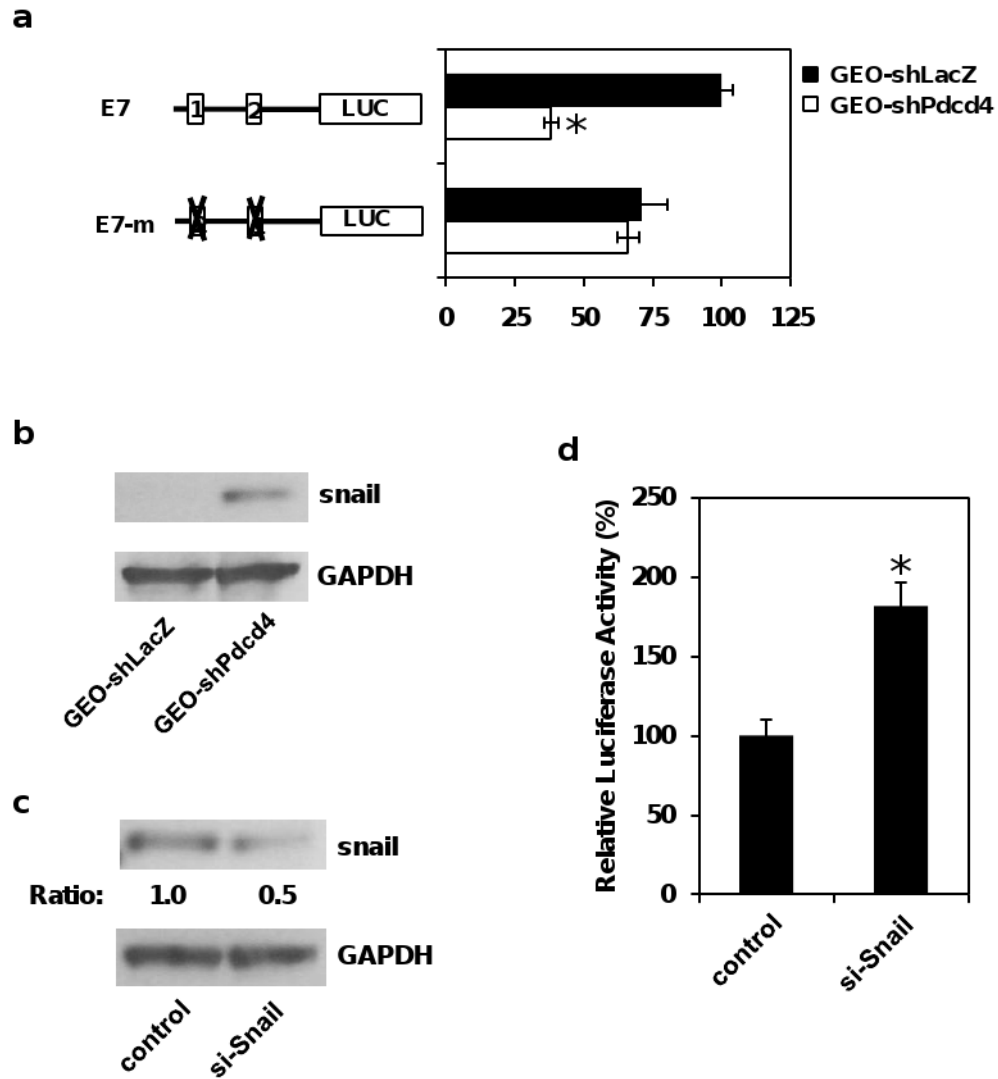 a
E7
1
2
LUC
*
GEO-shLacZ
GEO-shPdcd4
E7-m
LUC
0 25 50 75 100 125
b
snail
GAPDH
GEO-shLacZ
GEO-shPdcd4
c
snail
Ratio: 1.0 0.5
GAPDH
control
si-Snail
d
Relative Luciferase Activity (%)
250
200
150
100
50
0
*
control
si-Snail